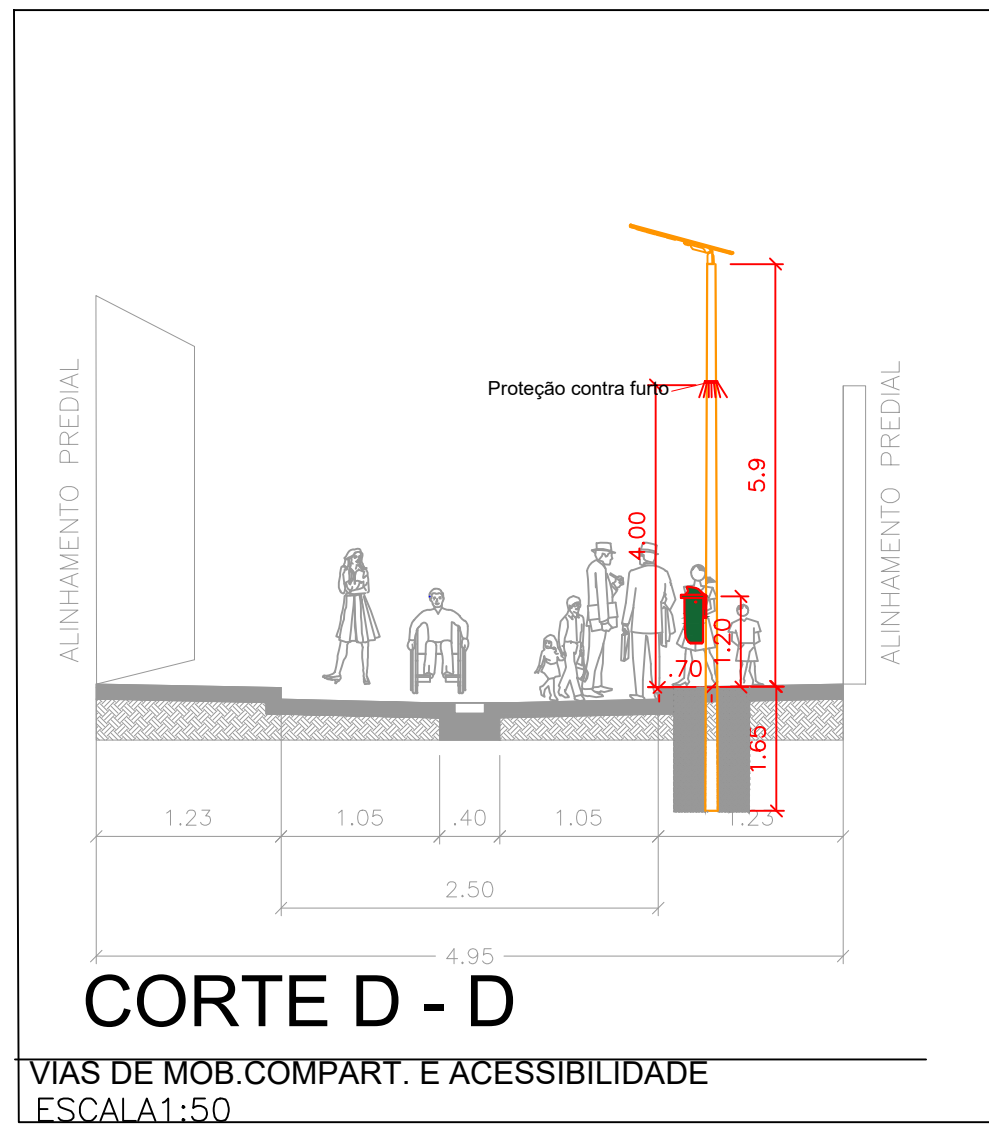 ALINHAMENTO PREDIAL
Proteção contra furto
ALINHAMENTO PREDIAL
5.9
4.00
1.20
.70
1.65
1.23
1.05
.40
1.05
1.23
2.50
4.95
CORTE D - D
VIAS DE MOB.COMPART. E ACESSIBILIDADE
ESCALA1:50